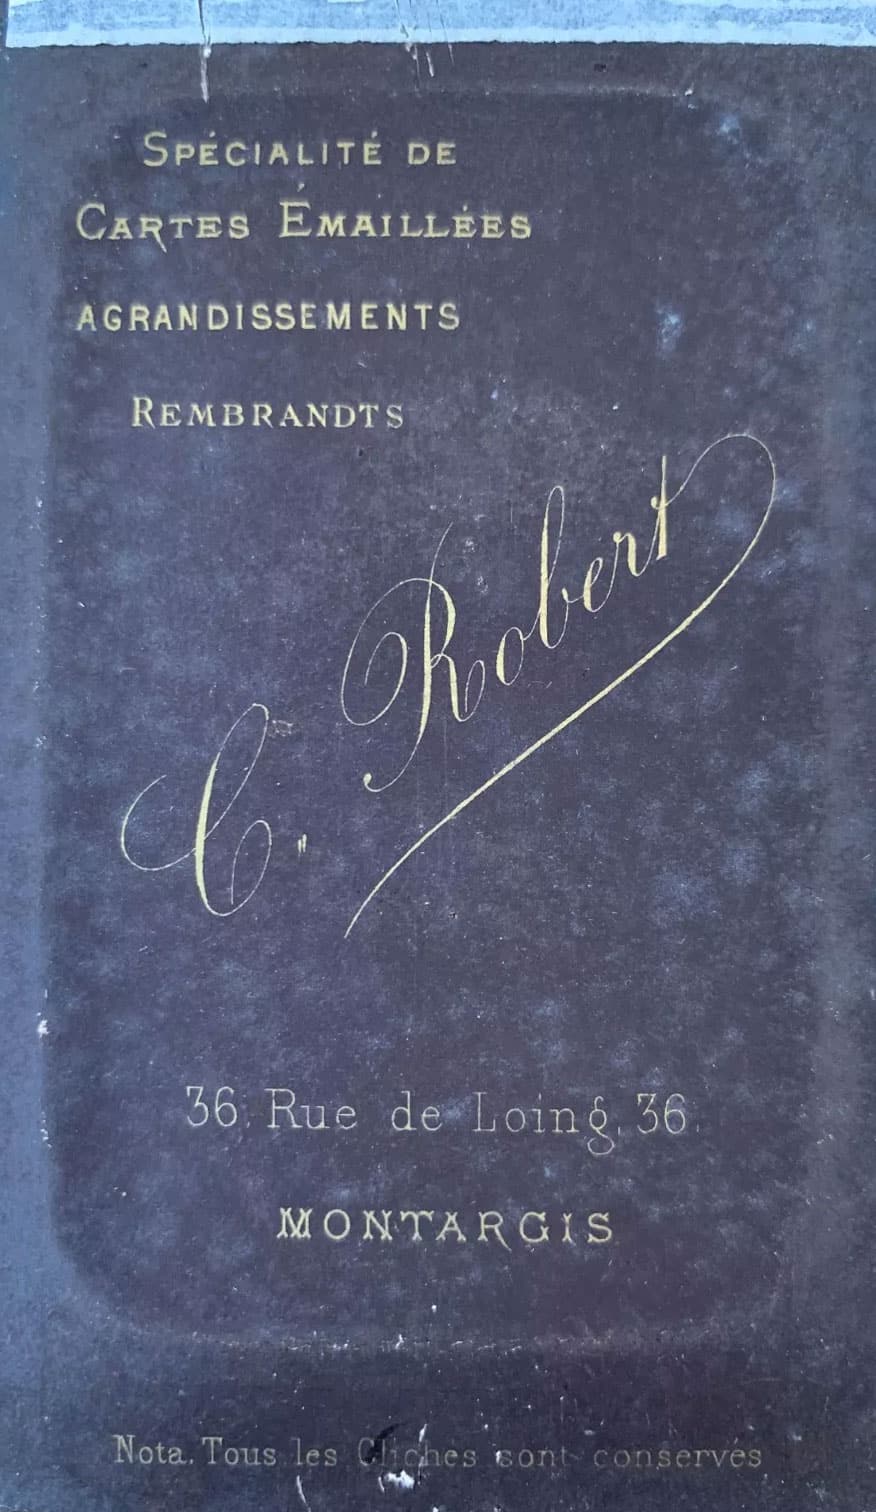 SPÉCIALITÉ DE
CARTES ÉMAILLÉES
AGRANDISSEMENTS
REMBRANDTS
C. Robert
36, Rue de Loing, 36
MONTARGIS
Nota. Tous les Clichés sont conservés